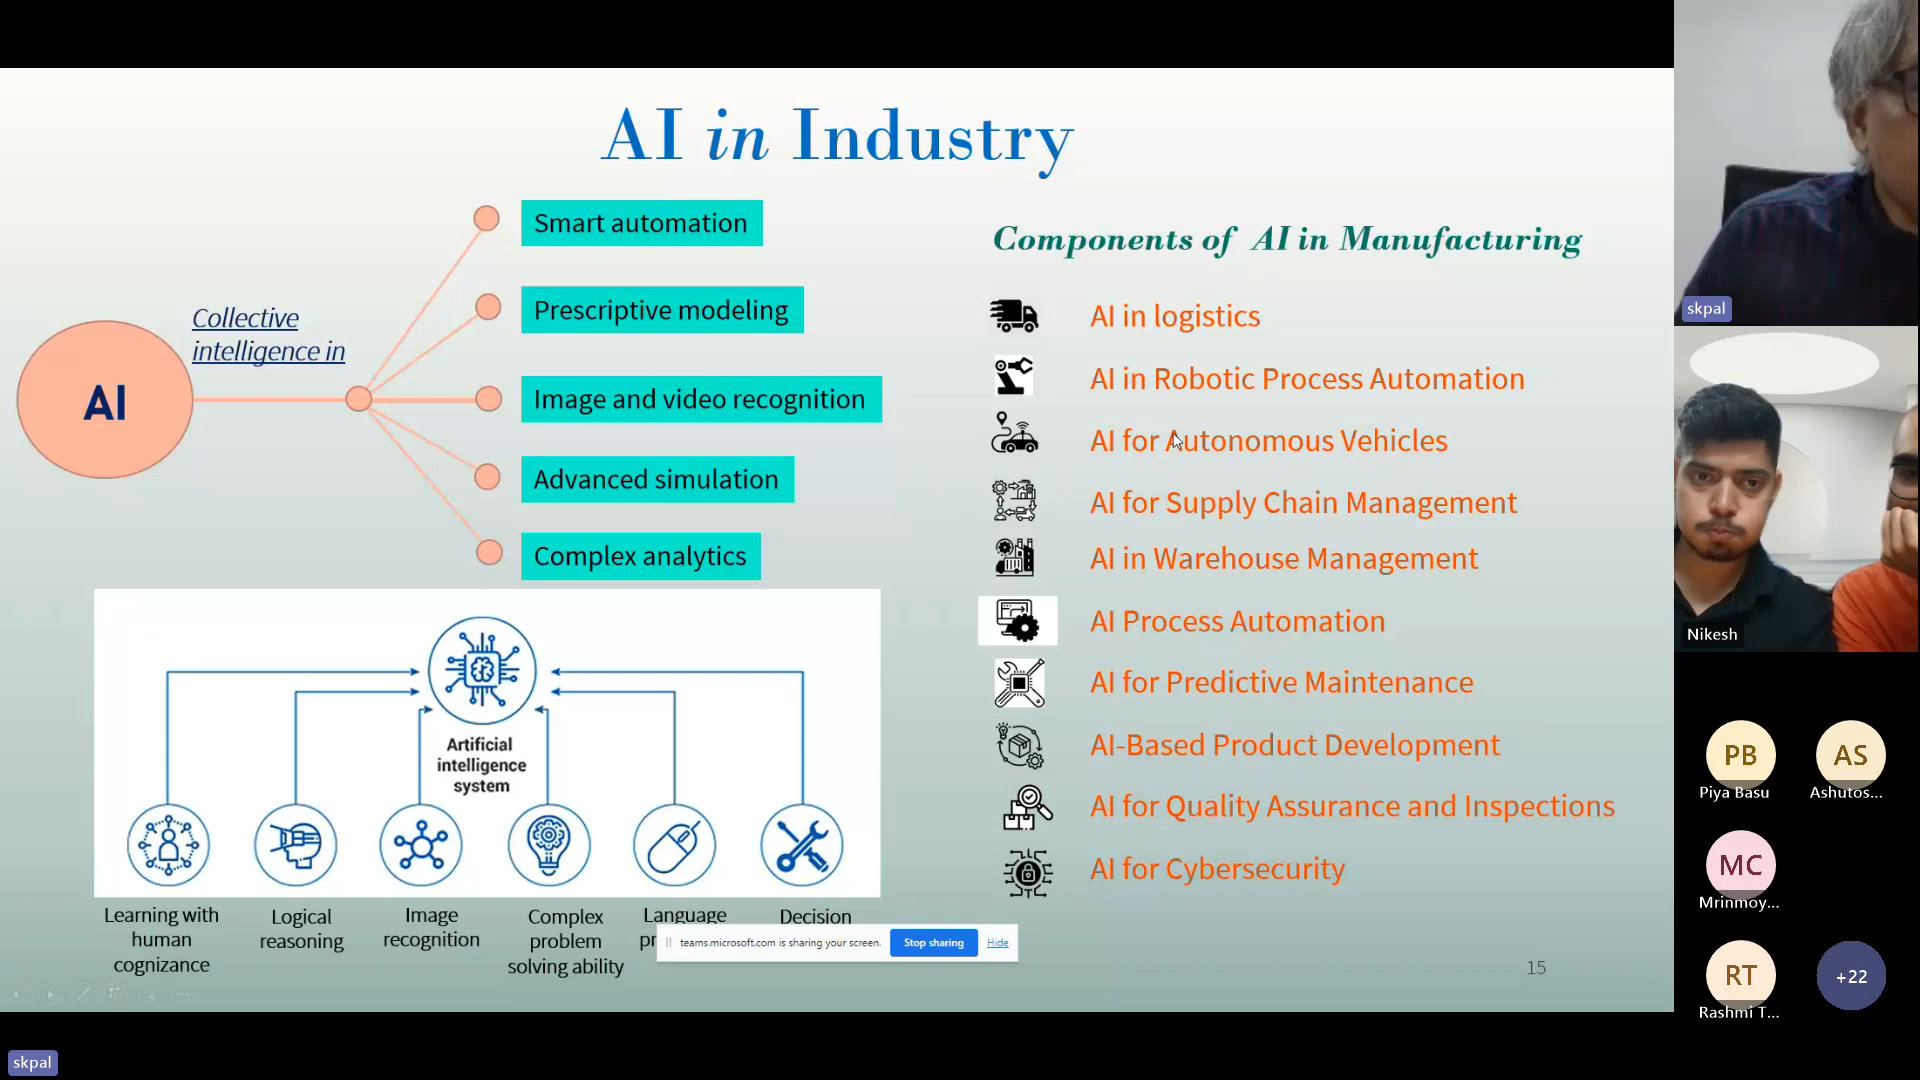 AI in Industry
Smart automation
Prescriptive modeling
Collective
intelligence in
AI
Image and video recognition
Advanced simulation
Complex analytics
Artificial
intelligence
system
Learning with
human
cognizance
Logical
reasoning
Image
recognition
Complex
problem
solving ability
Language
Decision
Components of AI in Manufacturing
AI in logistics
AI in Robotic Process Automation
AI for Autonomous Vehicles
AI for Supply Chain Management
AI in Warehouse Management
AI Process Automation
AI for Predictive Maintenance
AI-Based Product Development
AI for Quality Assurance and Inspections
AI for Cybersecurity
teams.microsoft.com is sharing your screen.
Stop sharing
Hide
15
skpal
Nikesh
PB
Piya Basu
AS
Ashutos...
MC
Mrinmoy...
RT
Rashmi T...
+22
skpal